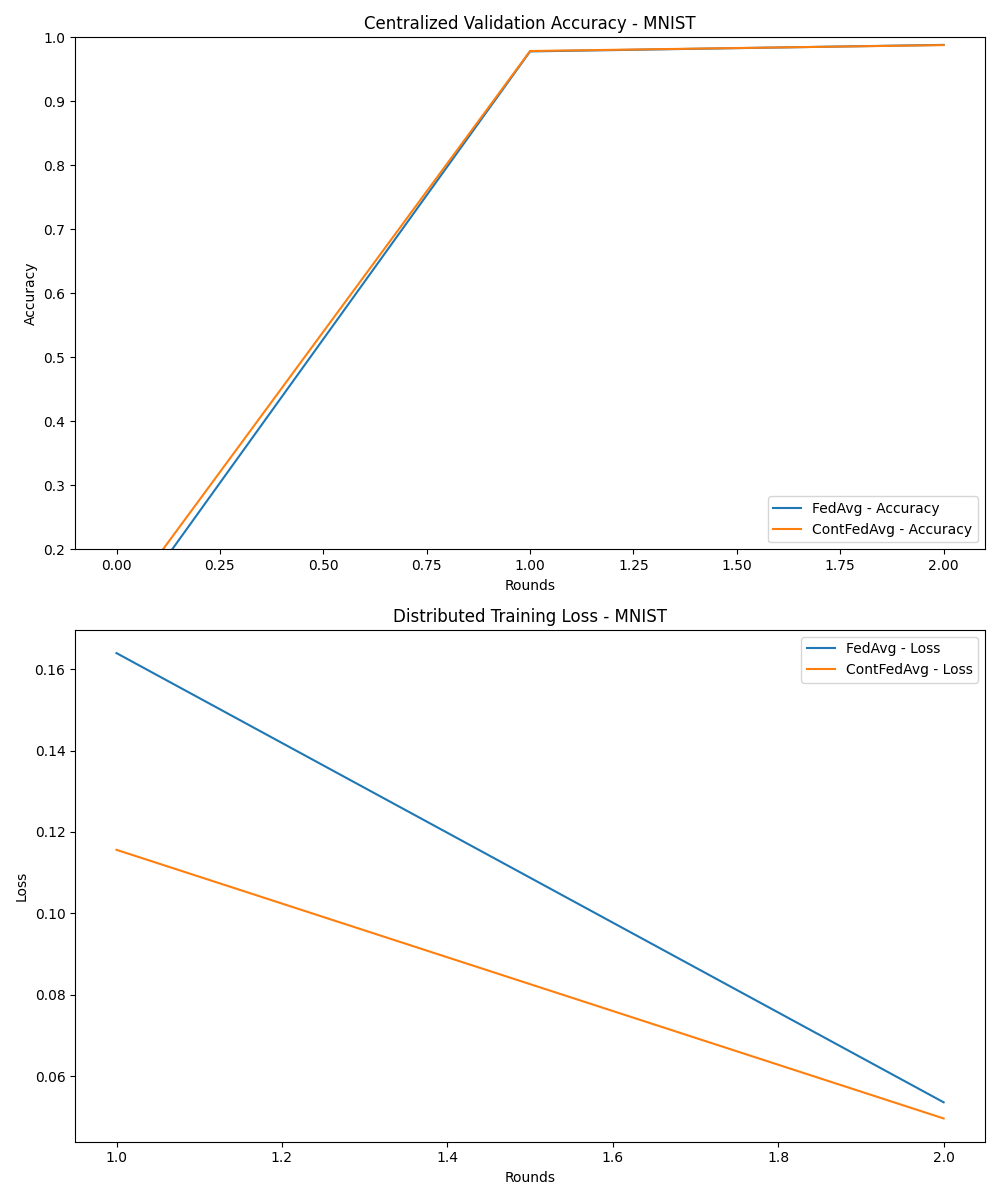 Centralized Validation Accuracy - MNIST
1.0
0.9
0.8
0.7
0.6
0.5
0.4
0.3
0.2
Accuracy
FedAvg - Accuracy
ContFedAvg - Accuracy
0.00 0.25 0.50 0.75 1.00 1.25 1.50 1.75 2.00
Rounds
Distributed Training Loss - MNIST
FedAvg - Loss
ContFedAvg - Loss
0.16
0.14
0.12
0.10
0.08
0.06
Loss
1.0 1.2 1.4 1.6 1.8 2.0
Rounds